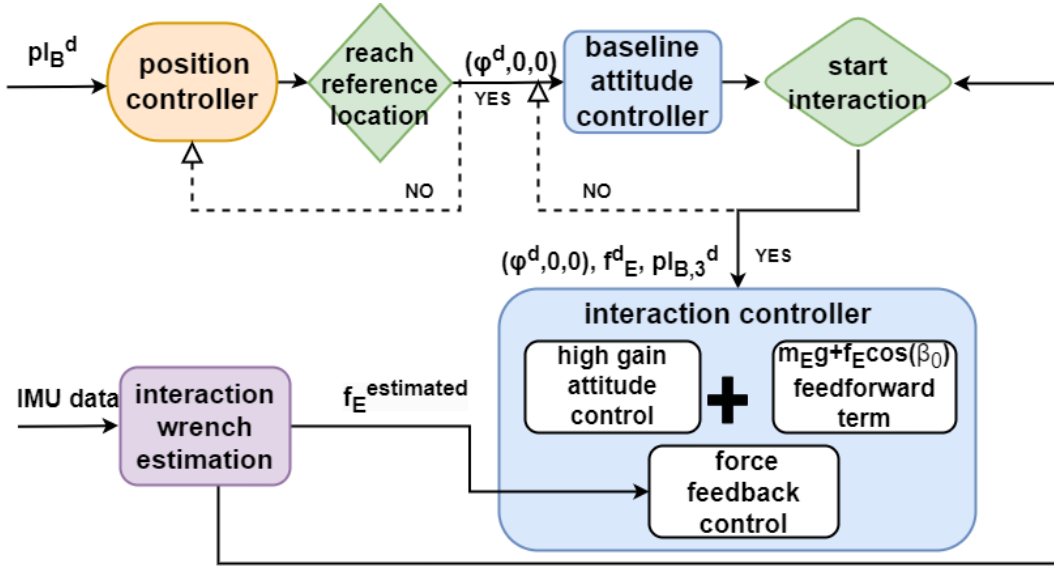 pl_B^d
position
controller
reach
reference
location
(φ^d,0,0)
YES
NO
baseline
attitude
controller
NO
start
interaction
(φ^d,0,0), f^d_E, pl_B,3^d
YES
interaction controller
high gain
attitude
control
m_Eg+f_Ecos(β_0)
feedforward
term
force
feedback
control
IMU data
interaction
wrench
estimation
f_E^estimated